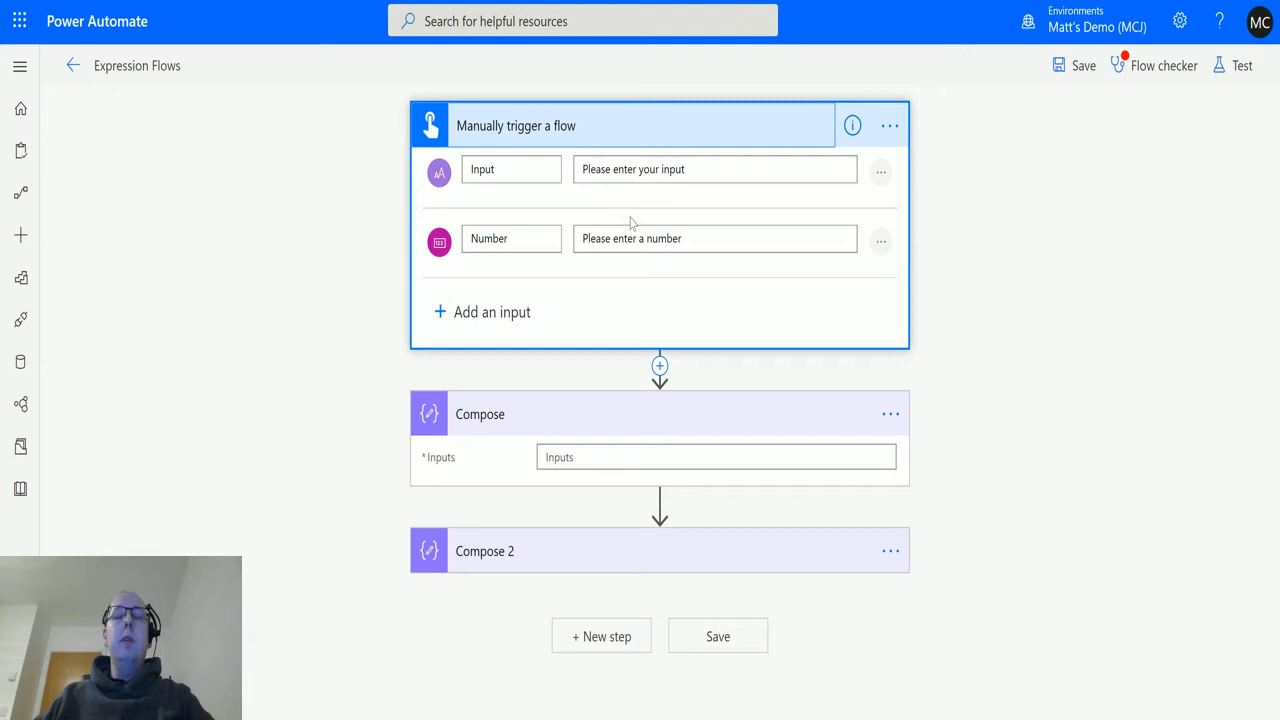 Power Automate
Search for helpful resources
Environments
Matt's Demo (MCJ)
?
MC
Expression Flows
Save
Flow checker
Test
Manually trigger a flow
AA
Input
Please enter your input
123
Number
Please enter a number
+ Add an input
Compose
* Inputs
Inputs
Compose 2
+ New step
Save